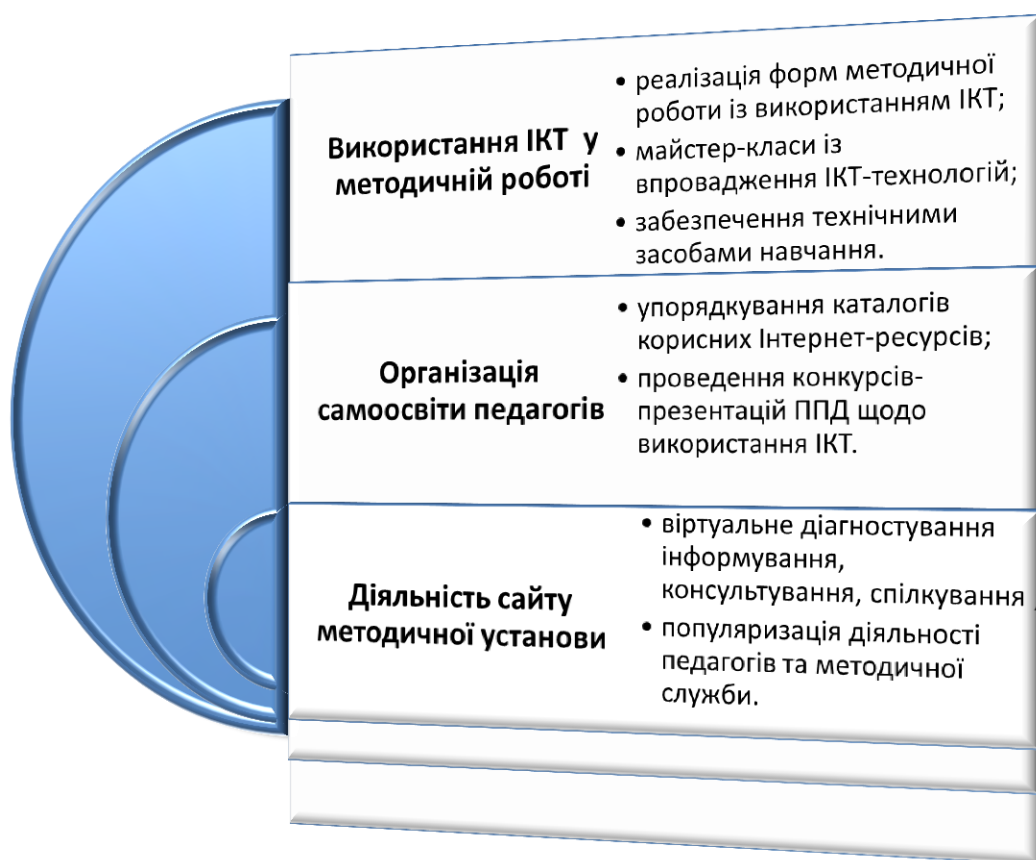 Використання ІКТ у
методичній роботі
• реалізація форм методичної
роботи із використанням ІКТ;
• майстер-класи із
впровадження ІКТ-технологій;
• забезпечення технічними
засобами навчання.
Організація
самоосвіти педагогів
• упорядкування каталогів
корисних Інтернет-ресурсів;
• проведення конкурсів-
презентацій ППД щодо
використання ІКТ.
Діяльність сайту
методичної установи
• віртуальне діагностування
інформування,
консультування, спілкування
• популяризація діяльності
педагогів та методичної
служби.